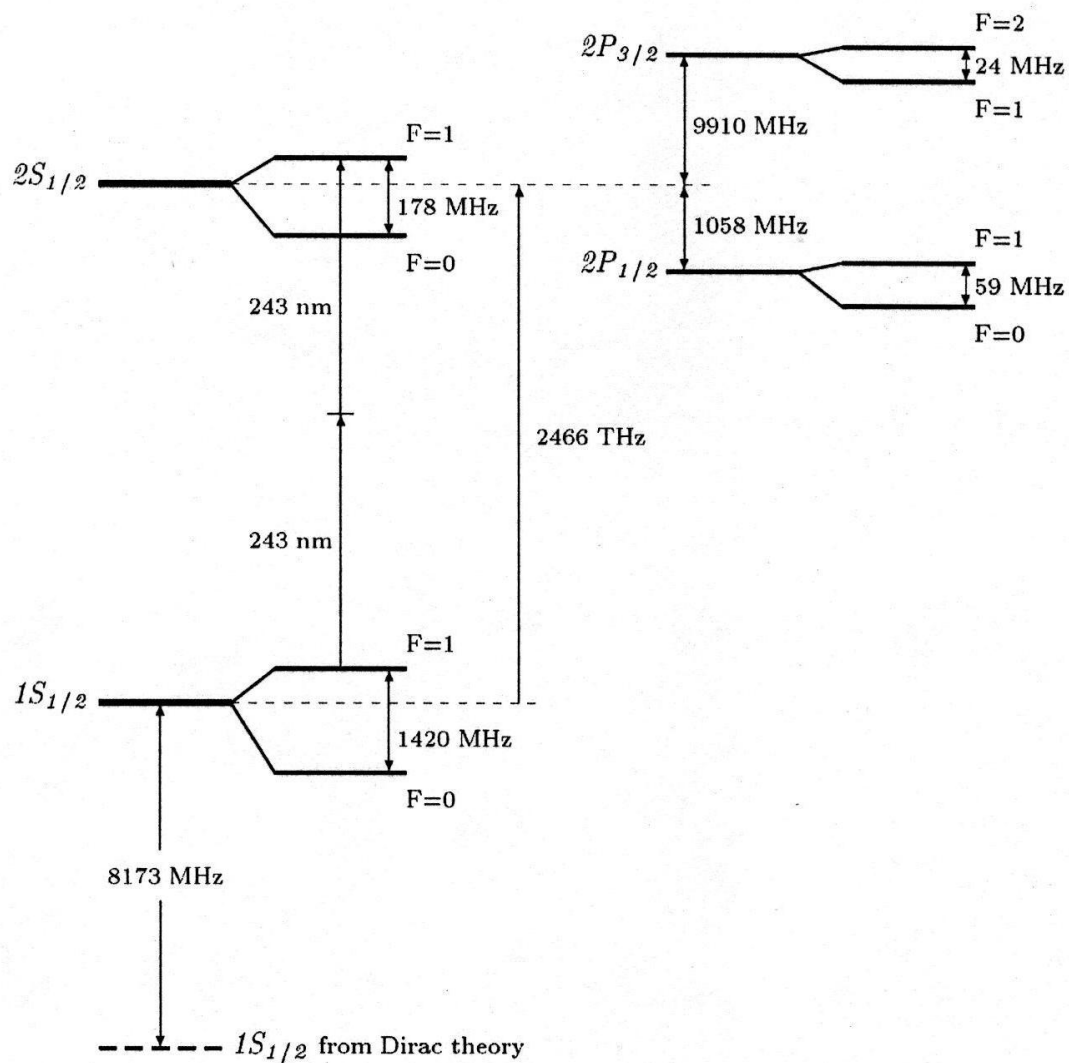 F=2
2P3/2
24 MHz
F=1
9910 MHz
F=1
2S1/2
178 MHz
1058 MHz
F=0
F=1
2P1/2
59 MHz
243 nm
F=0
2466 THz
243 nm
F=1
1S1/2
1420 MHz
F=0
8173 MHz
1S1/2 from Dirac theory